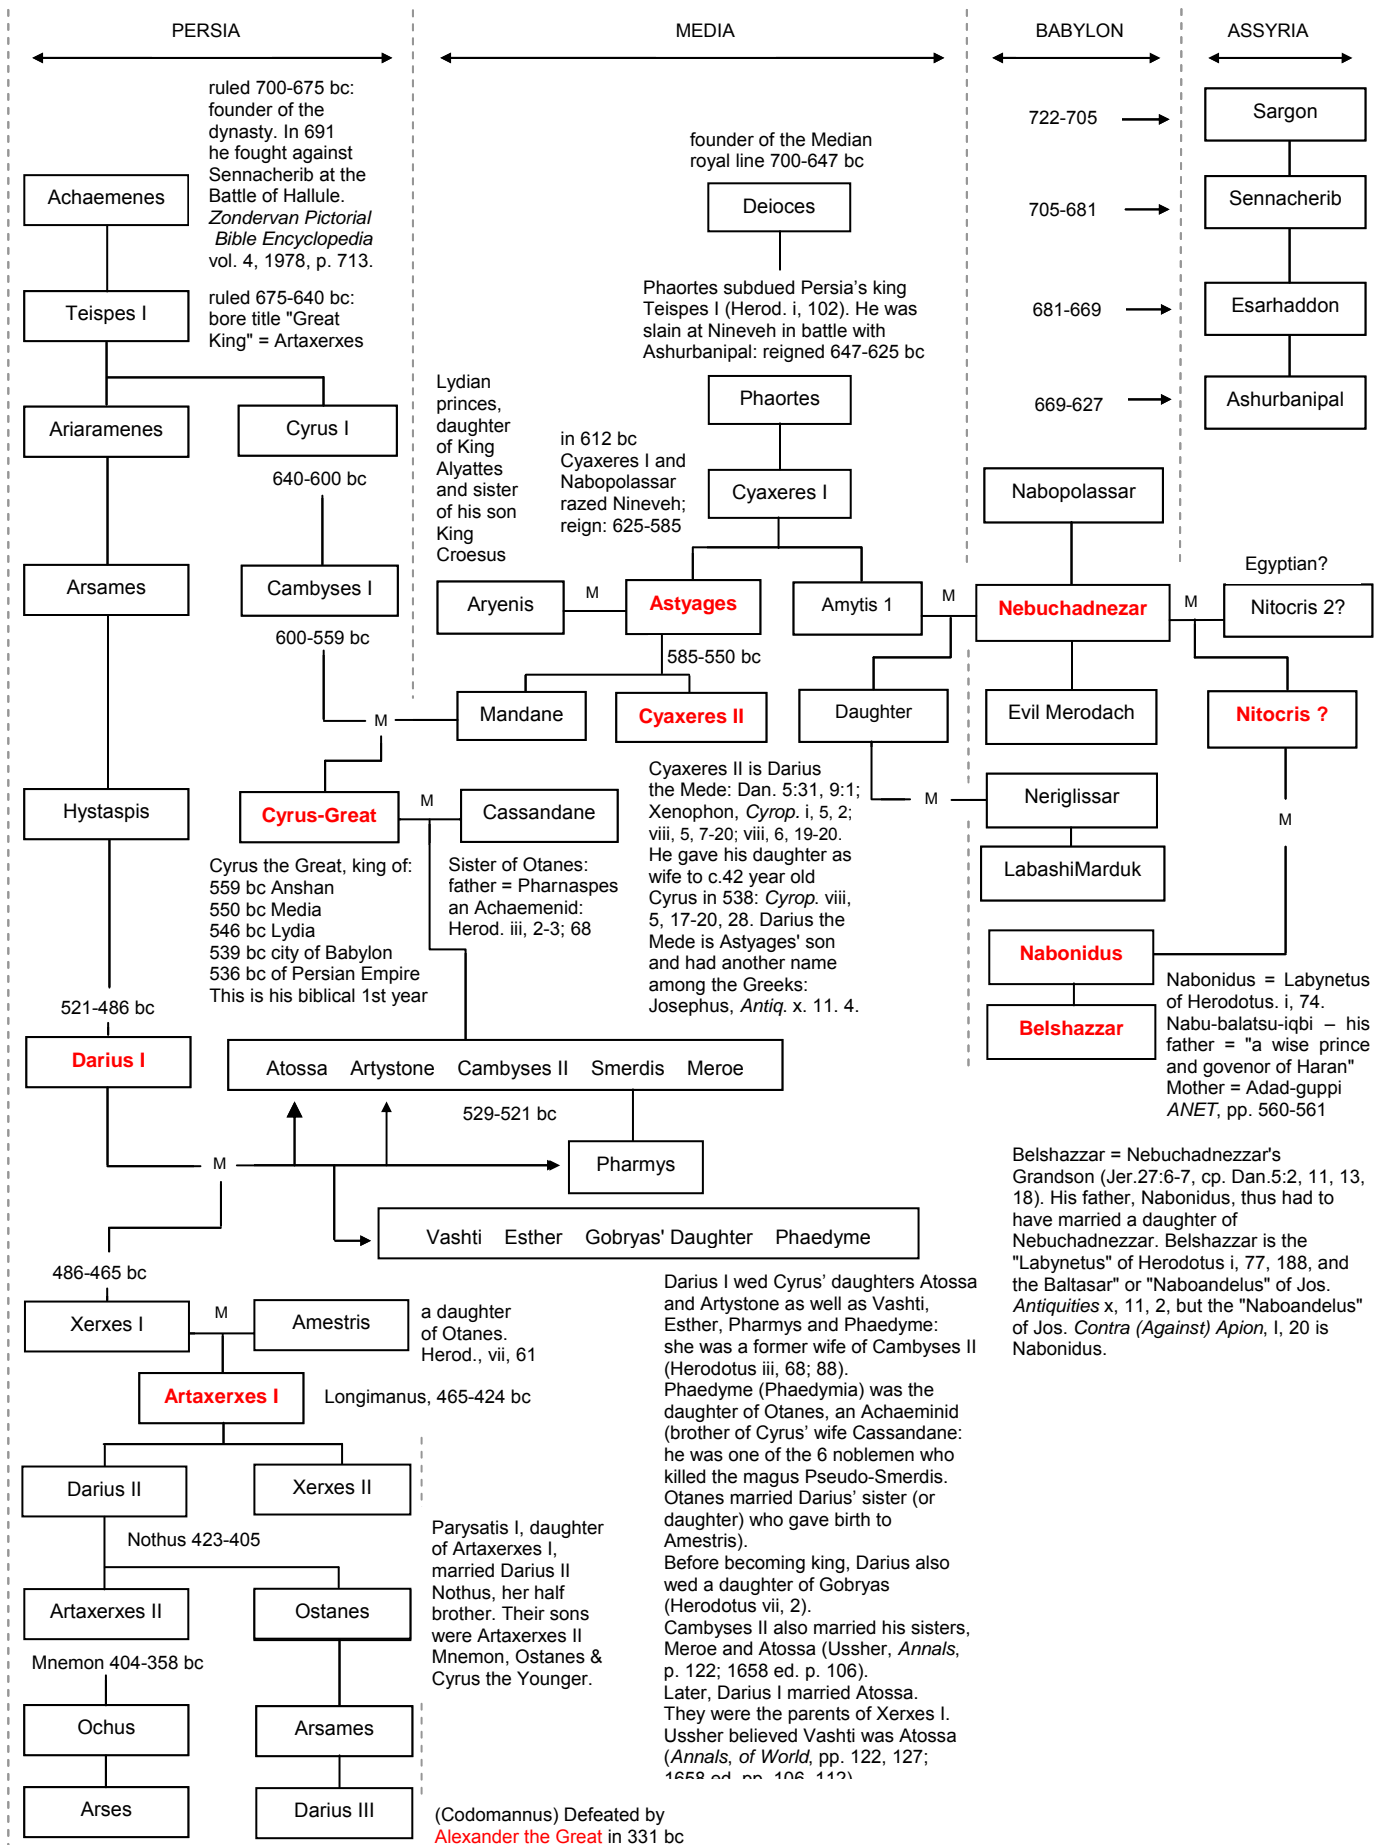 PERSIA
MEDIA
BABYLON
ASSYRIA
ruled 700-675 bc:
founder of the
dynasty. In 691
he fought against
Sennacherib at the
Battle of Hallule.
Zondervan Pictorial
Bible Encyclopedia
vol. 4, 1978, p. 713.
Achaemenes
founder of the Median
royal line 700-647 bc
Deioces
722-705
Sargon
705-681
Sennacherib
681-669
Esarhaddon
669-627
Ashurbanipal
Teispes I
ruled 675-640 bc:
bore title "Great
King" = Artaxerxes
Phaortes subdued Persia’s king
Teispes I (Herod. i, 102). He was
slain at Nineveh in battle with
Ashurbanipal: reigned 647-625 bc
Phaortes
Ariaramenes
Cyrus I
640-600 bc
Lydian
princes,
daughter
of King
Alyattes
and sister
of his son
King
Croesus
in 612 bc
Cyaxeres I and
Nabopolassar
razed Nineveh;
reign: 625-585
Cyaxeres I
Nabopolassar
Arsames
Cambyses I
600-559 bc
Aryenis
M
Astyages
585-550 bc
Amytis 1
M
Nebuchadnezar
M
Egyptian?
Nitocris 2?
M
Mandane
Cyaxeres II
Daughter
Evil Merodach
Nitocris ?
Hystaspis
Cyrus-Great
M
Cassandane
Cyaxeres II is Darius
the Mede: Dan. 5:31, 9:1;
Xenophon, Cyrop. i, 5, 2;
viii, 5, 7-20; viii, 6, 19-20.
He gave his daughter as
wife to c.42 year old
Cyrus in 538: Cyrop. viii,
5, 17-20, 28. Darius the
Mede is Astyages' son
and had another name
among the Greeks:
Josephus, Antiq. x. 11. 4.
M
Neriglissar
M
LabashiMarduk
Cyrus the Great, king of:
559 bc Anshan
550 bc Media
546 bc Lydia
539 bc city of Babylon
536 bc of Persian Empire
This is his biblical 1st year
Sister of Otanes:
father = Pharnaspes
an Achaemenid:
Herod. iii, 2-3; 68
Nabonidus
Belshazzar
Nabonidus = Labynetus
of Herodotus. i, 74.
Nabu-balatsu-iqbi – his
father = "a wise prince
and govenor of Haran"
Mother = Adad-guppi
ANET, pp. 560-561
521-486 bc
Darius I
Atossa Artystone Cambyses II Smerdis Meroe
529-521 bc
M
Pharmys
Vashti Esther Gobryas' Daughter Phaedyme
Belshazzar = Nebuchadnezzar's
Grandson (Jer.27:6-7, cp. Dan.5:2, 11, 13,
18). His father, Nabonidus, thus had to
have married a daughter of
Nebuchadnezzar. Belshazzar is the
"Labynetus" of Herodotus i, 77, 188, and
the Baltasar" or "Naboandelus" of Jos.
Antiquities x, 11, 2, but the "Naboandelus"
of Jos. Contra (Against) Apion, I, 20 is
Nabonidus.
486-465 bc
Xerxes I
M
Amestris
a daughter
of Otanes.
Herod., vii, 61
Artaxerxes I
Longimanus, 465-424 bc
Darius I wed Cyrus’ daughters Atossa
and Artystone as well as Vashti,
Esther, Pharmys and Phaedyme:
she was a former wife of Cambyses II
(Herodotus iii, 68; 88).
Phaedyme (Phaedymia) was the
daughter of Otanes, an Achaeminid
(brother of Cyrus’ wife Cassandane:
he was one of the 6 noblemen who
killed the magus Pseudo-Smerdis.
Otanes married Darius’ sister (or
daughter) who gave birth to
Amestris).
Before becoming king, Darius also
wed a daughter of Gobryas
(Herodotus vii, 2).
Cambyses II also married his sisters,
Meroe and Atossa (Ussher, Annals,
p. 122; 1658 ed. p. 106).
Later, Darius I married Atossa.
They were the parents of Xerxes I.
Ussher believed Vashti was Atossa
(Annals, of World, pp. 122, 127;
1658 ed. pp. 106, 112)
Darius II
Xerxes II
Nothus 423-405
Artaxerxes II
Ostanes
Parysatis I, daughter
of Artaxerxes I,
married Darius II
Nothus, her half
brother. Their sons
were Artaxerxes II
Mnemon, Ostanes &
Cyrus the Younger.
Mnemon 404-358 bc
Ochus
Arsames
Arses
Darius III
(Codomannus) Defeated by
Alexander the Great in 331 bc